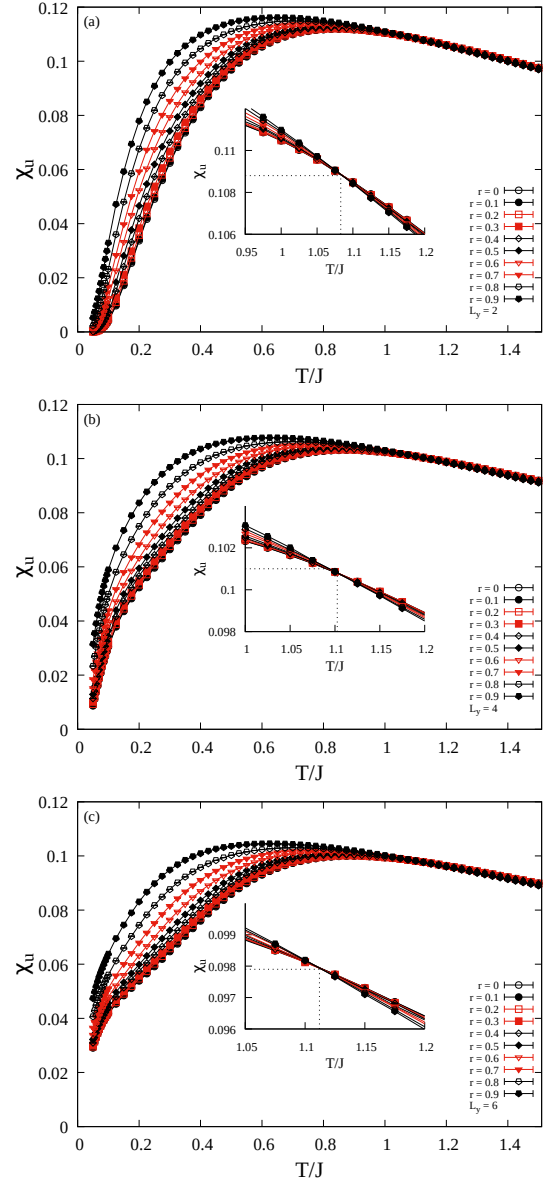 (a)
χu
0.12
0.1
0.08
0.06
0.04
0.02
0
0 0.2 0.4 0.6 0.8 1 1.2 1.4
T/J
χu
0.11
0.108
0.106
0.95 1 1.05 1.1 1.15 1.2
T/J
r = 0
r = 0.1
r = 0.2
r = 0.3
r = 0.4
r = 0.5
r = 0.6
r = 0.7
r = 0.8
r = 0.9
Ly = 2
(b)
χu
0.12
0.1
0.08
0.06
0.04
0.02
0
0 0.2 0.4 0.6 0.8 1 1.2 1.4
T/J
χu
0.102
0.1
0.098
1 1.05 1.1 1.15 1.2
T/J
r = 0
r = 0.1
r = 0.2
r = 0.3
r = 0.4
r = 0.5
r = 0.6
r = 0.7
r = 0.8
r = 0.9
Ly = 4
(c)
χu
0.12
0.1
0.08
0.06
0.04
0.02
0
0 0.2 0.4 0.6 0.8 1 1.2 1.4
T/J
χu
0.099
0.098
0.097
0.096
1.05 1.1 1.15 1.2
T/J
r = 0
r = 0.1
r = 0.2
r = 0.3
r = 0.4
r = 0.5
r = 0.6
r = 0.7
r = 0.8
r = 0.9
Ly = 6